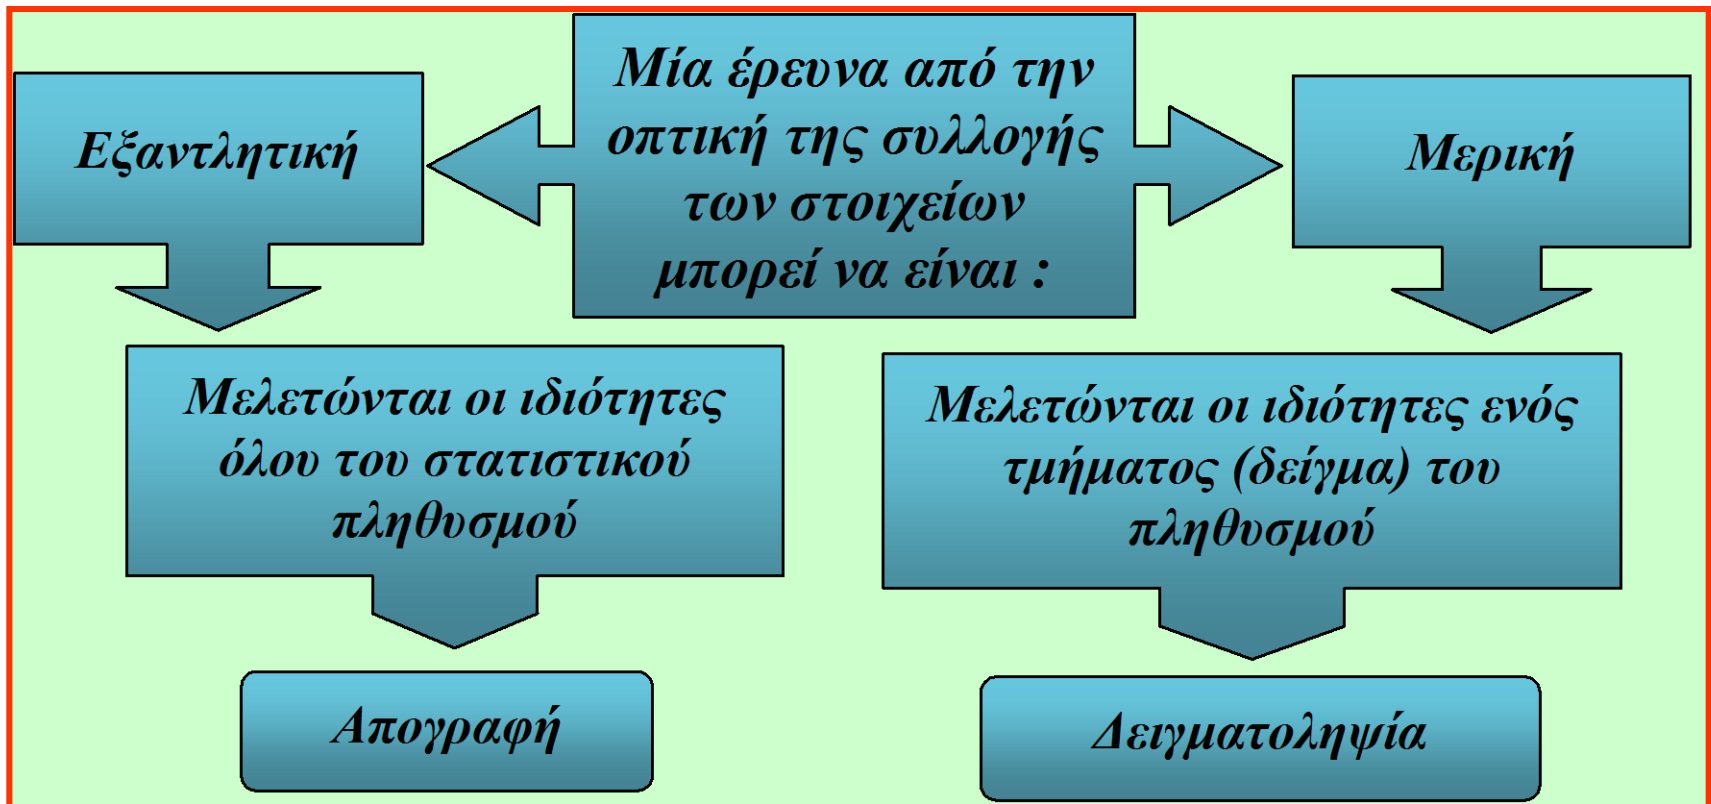 Μία έρευνα από την
οπτική της συλλογής
των στοιχείων
μπορεί να είναι :
Εξαντλητική
Μερική
Μελετώνται οι ιδιότητες
όλου του στατιστικού
πληθυσμού
Μελετώνται οι ιδιότητες ενός
τμήματος (δείγμα) του
πληθυσμού
Απογραφή
Δειγματοληψία